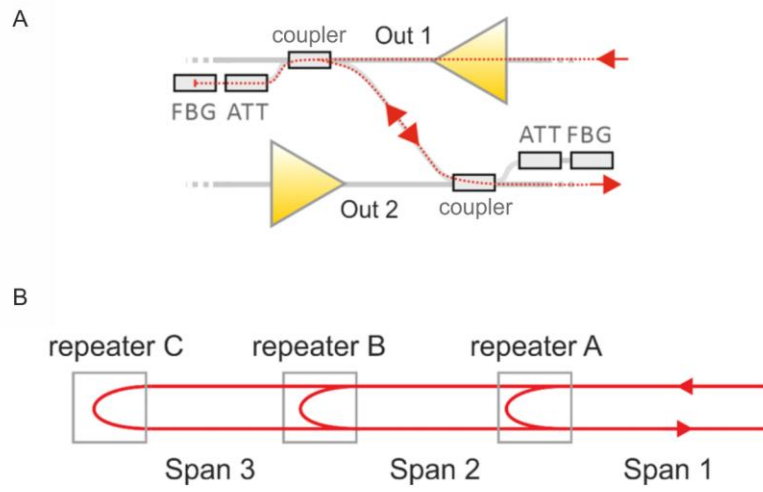 A
coupler
Out 1
FBG ATT
ATT FBG
Out 2
coupler
B
repeater C
repeater B
repeater A
Span 3
Span 2
Span 1